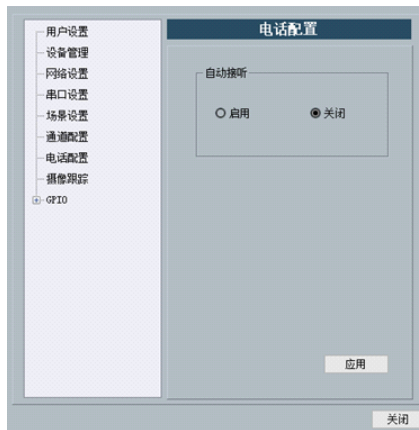 用户设置
设备管理
网络设置
串口设置
场景设置
通道配置
电话配置
摄像跟踪
GPIO
电话配置
自动接听
启用
关闭
应用
关闭